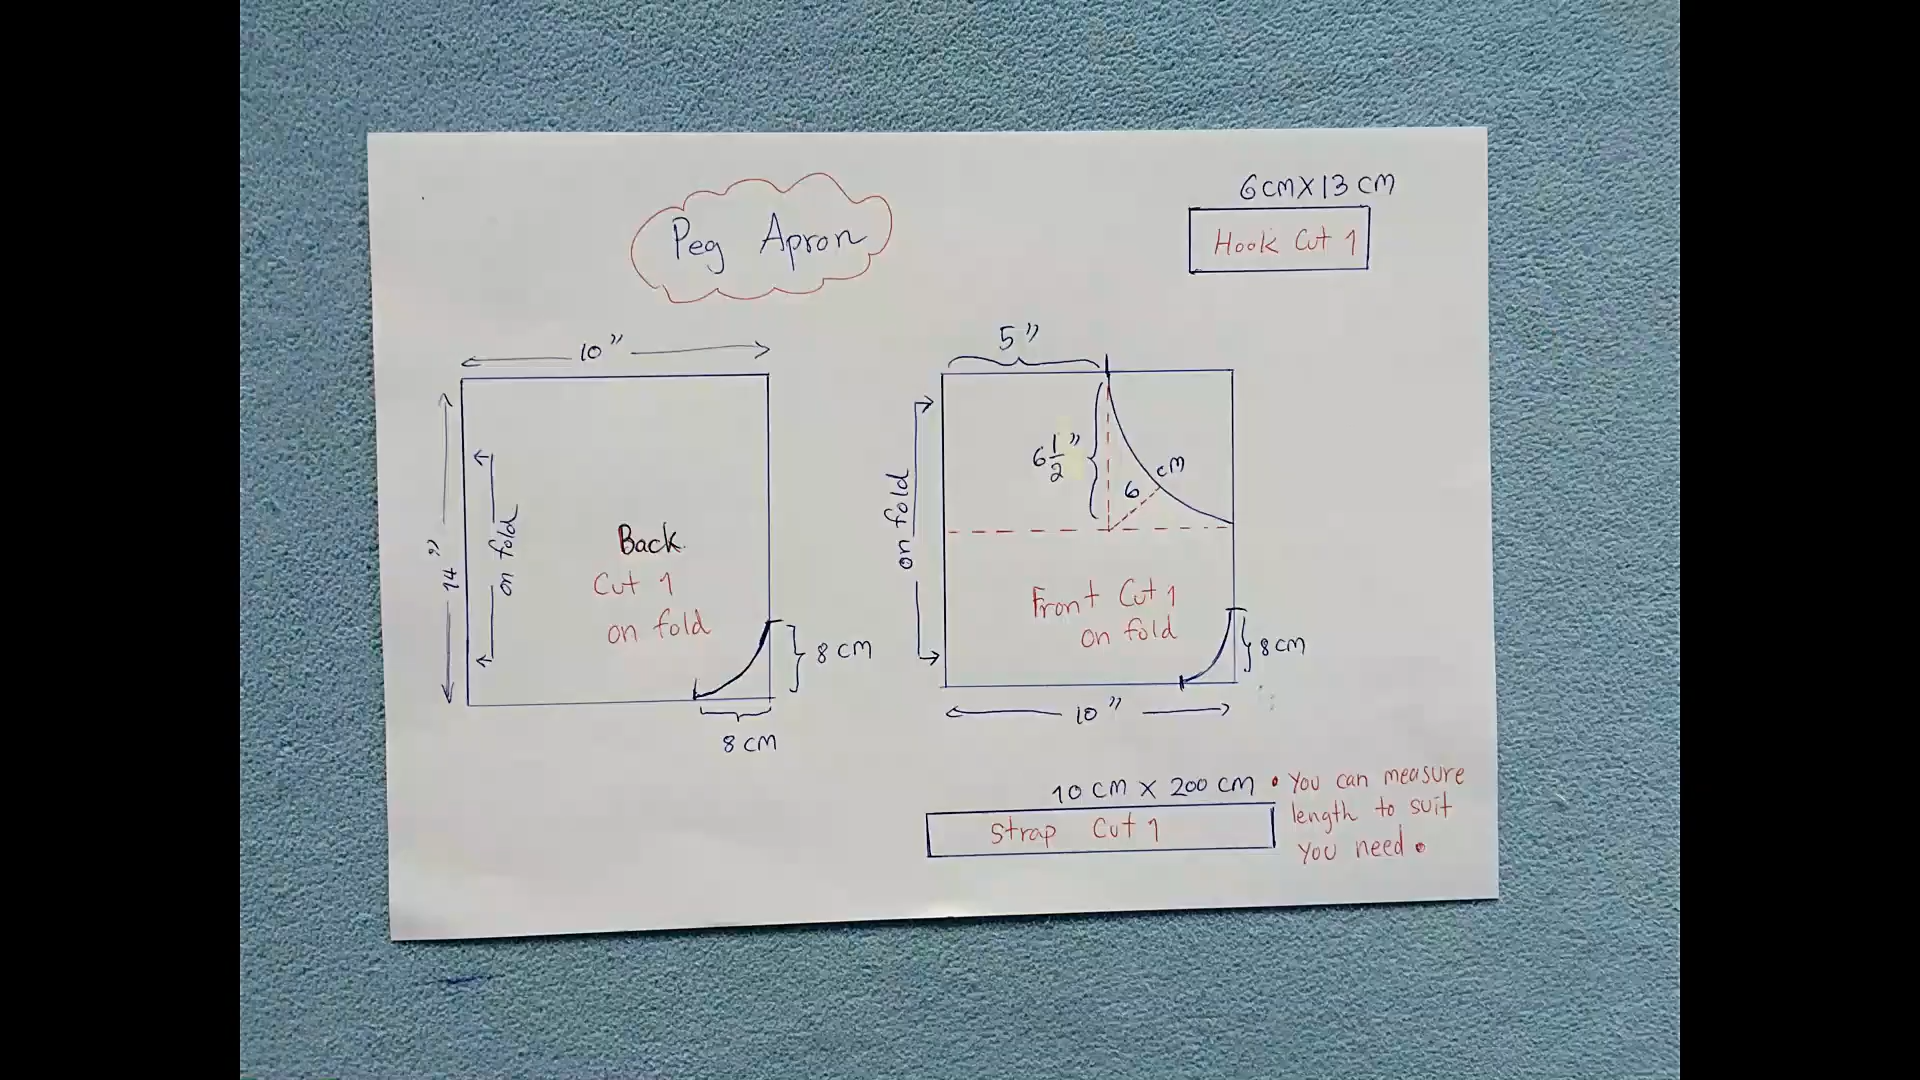 Peg Apron
6 cm X 13 cm
Hook Cut 1
10"
14"
on fold
Back
Cut 1
on fold
8 cm
8 cm
5"
6 1/2"
6 cm
on fold
Front Cut 1
on fold
8 cm
10"
10 cm X 200 cm
Strap Cut 1
• You can measure
length to suit
you need •